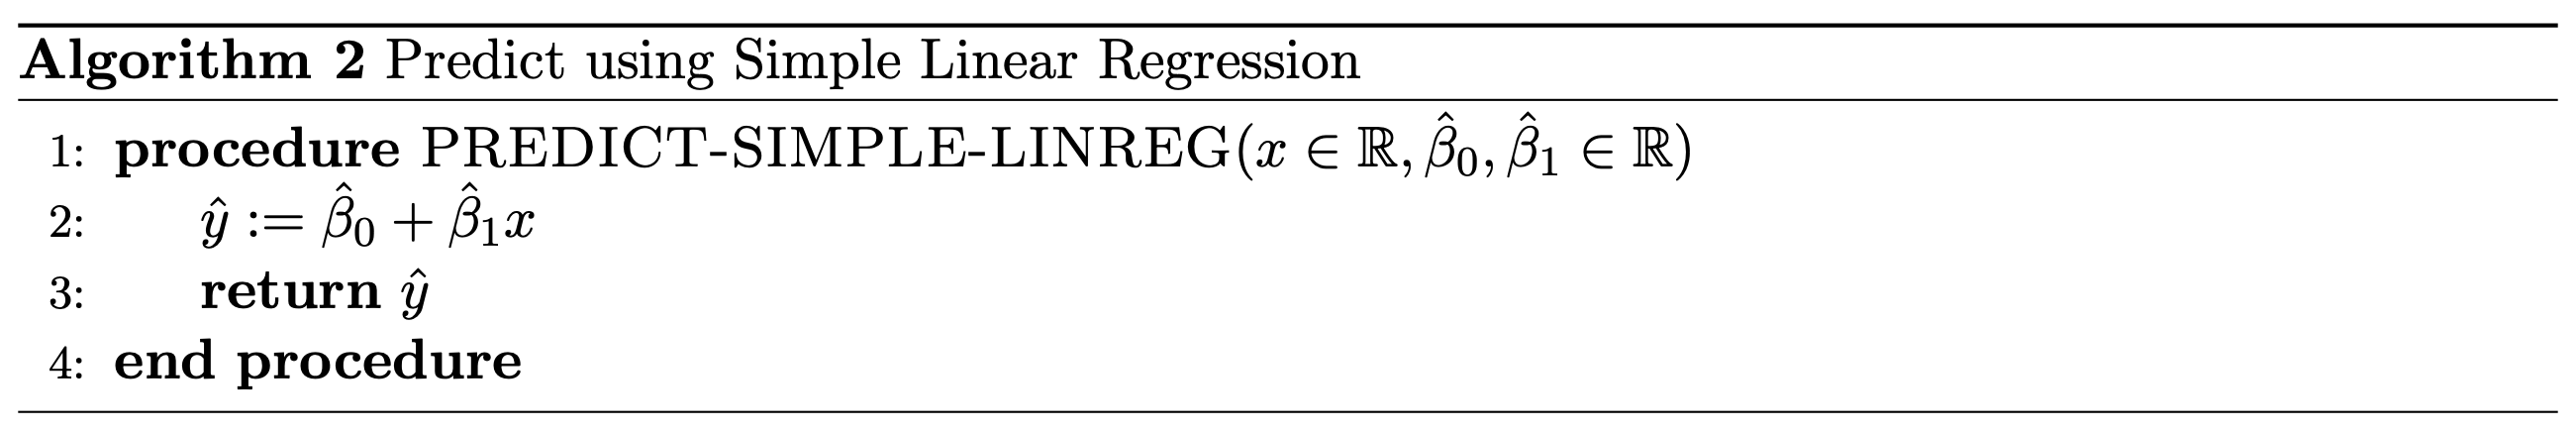 Algorithm 2 Predict using Simple Linear Regression
1: procedure PREDICT-SIMPLE-LINREG(x ∈ ℝ, β̂₀, β̂₁ ∈ ℝ)
2: ŷ := β̂₀ + β̂₁x
3: return ŷ
4: end procedure